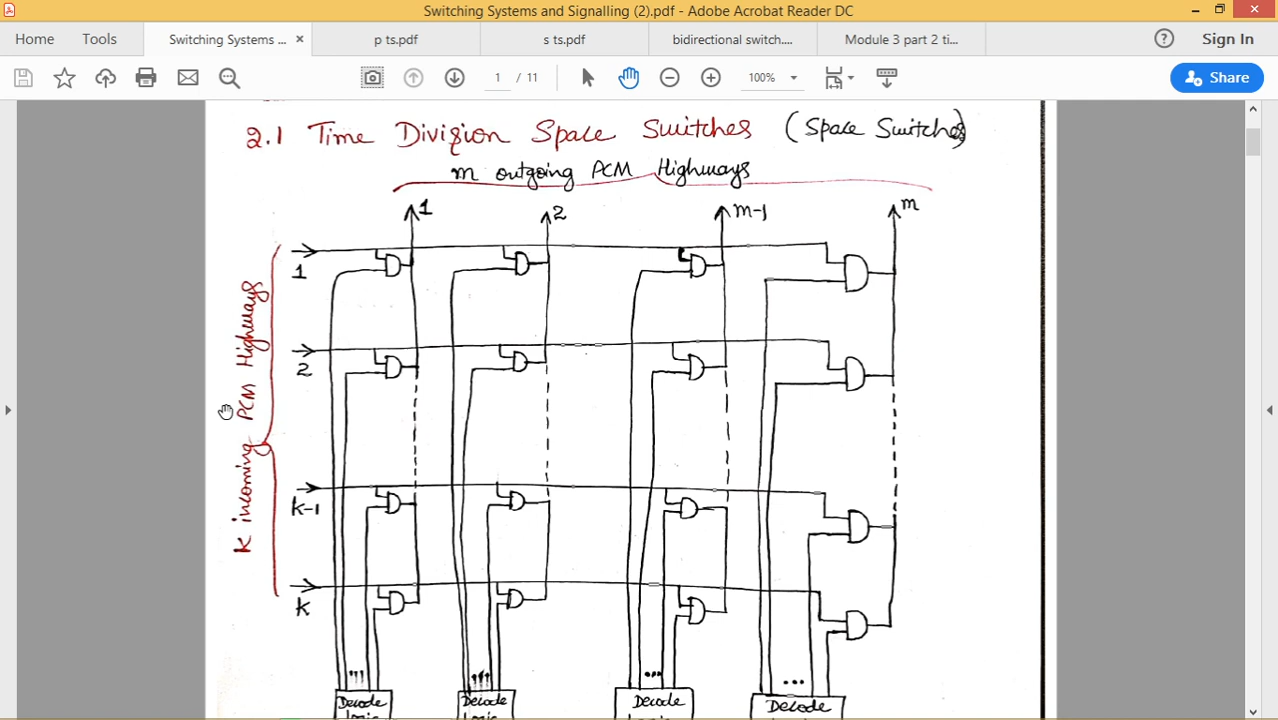 Switching Systems and Signalling (2).pdf - Adobe Acrobat Reader DC
Home Tools Switching Systems ... × p ts.pdf s ts.pdf bidirectional switch.... Module 3 part 2 ti... Sign In
1 / 11 100% Share
2.1 Time Division Space Switches (Space Switches)
m outgoing PCM Highways
1 2 m-1 m
K incoming PCM Highways
1
2
k-1
k
Decode Decode Decode Decode
Logic Logic